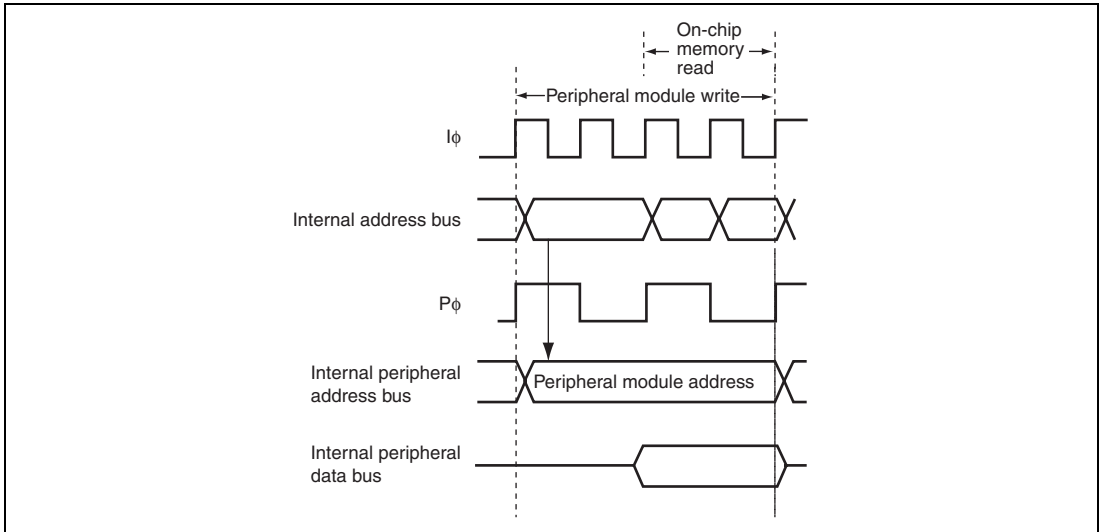 On-chip
memory
read
Peripheral module write
Iϕ
Internal address bus
Pϕ
Internal peripheral
address bus
Peripheral module address
Internal peripheral
data bus